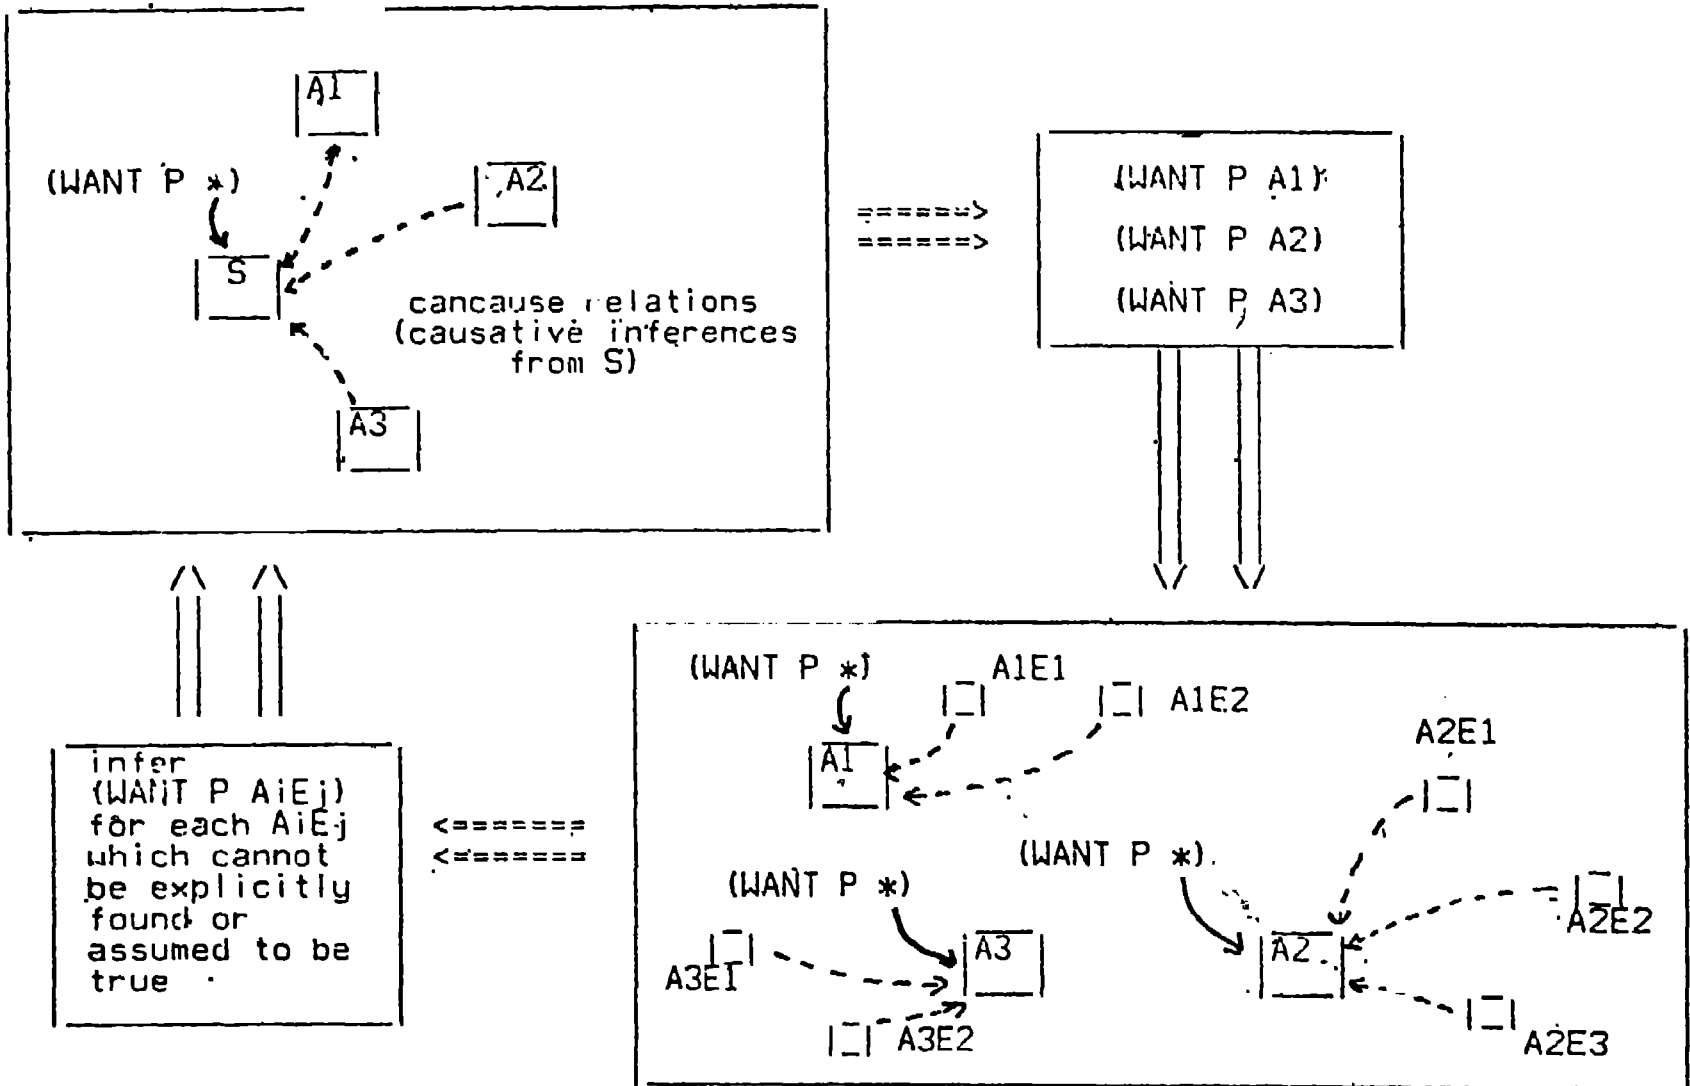 A1
(WANT P *)
A2
S
cancause relations
(causative inferences
from S)
A3
======>
======>
(WANT P A1)
(WANT P A2)
(WANT P A3)
(WANT P *)
A1E1
A1E2
A1
A2E1
(WANT P *)
A2E2
(WANT P *)
A3
A2
A3E1
A3E2
A2E3
<======
<======
infer
(WANT P AiEj)
for each AiEj
which cannot
be explicitly
found or
assumed to be
true